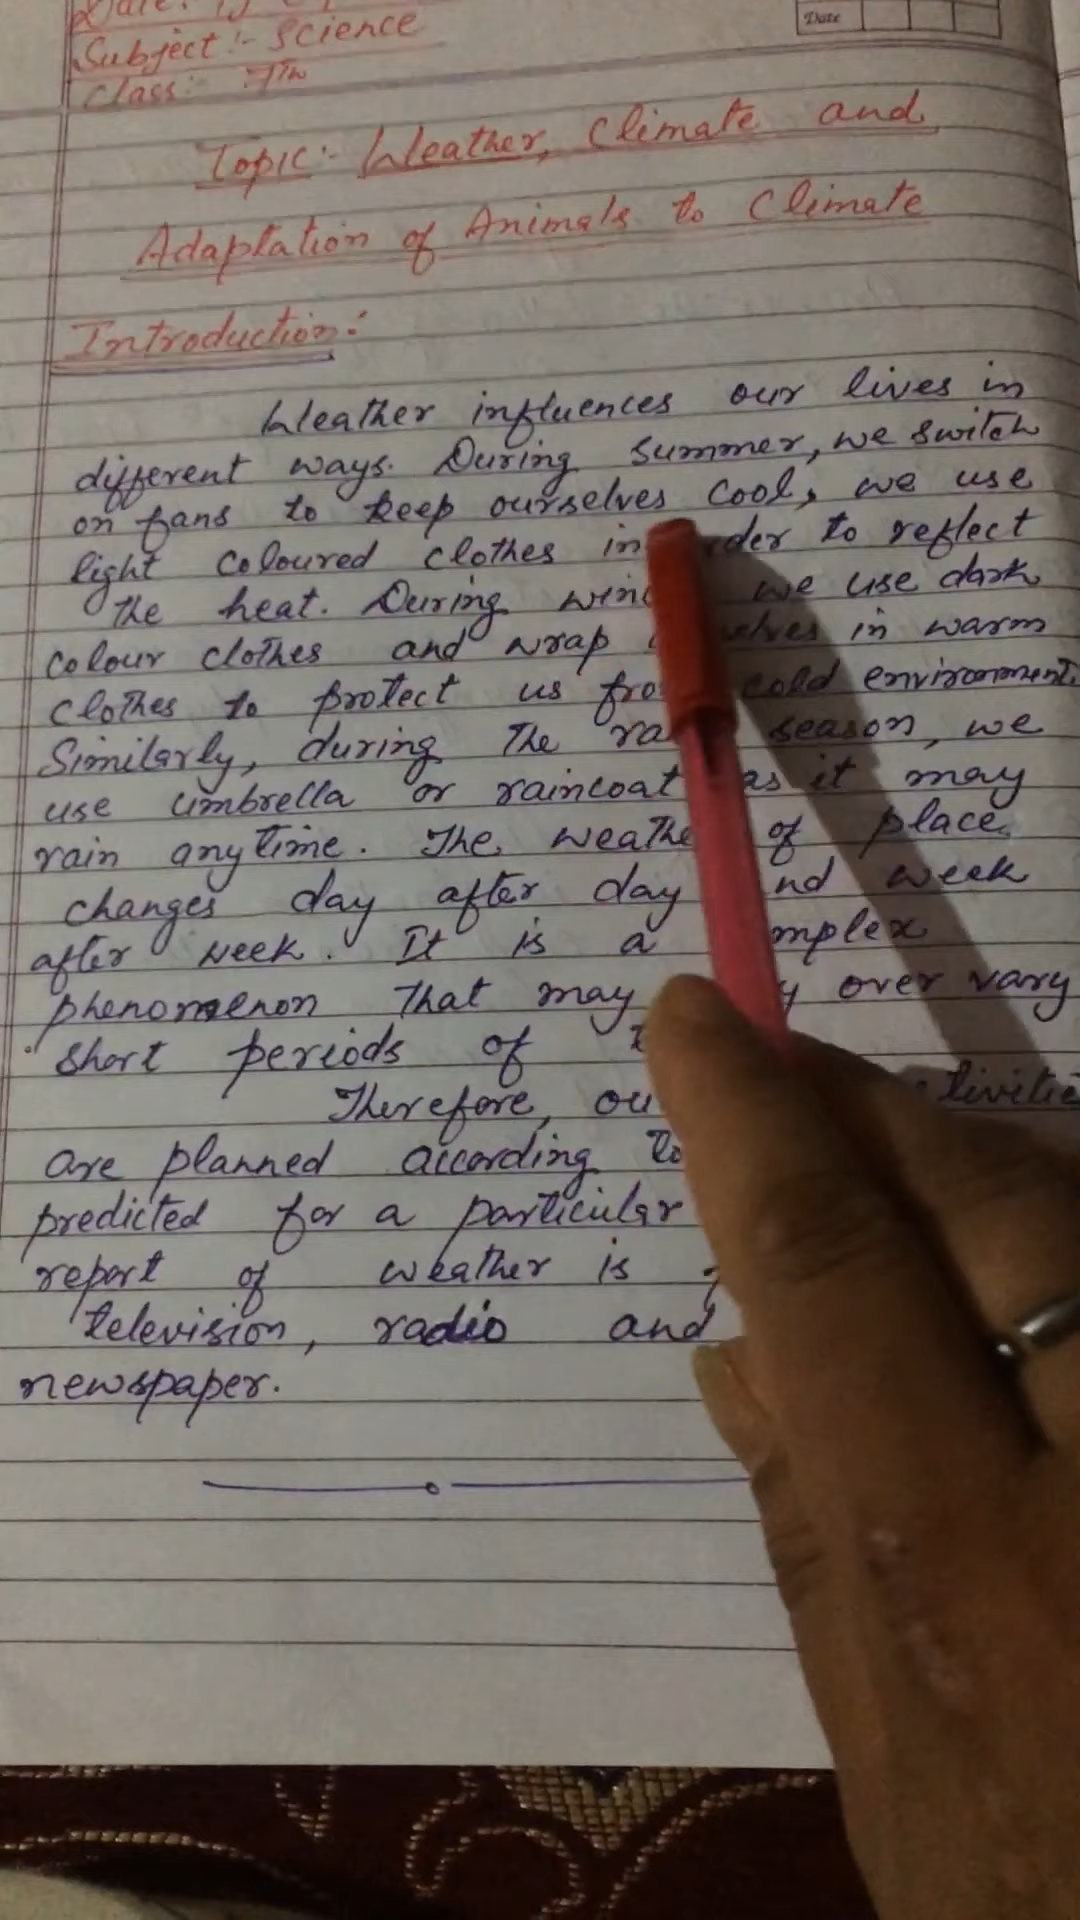 Date
Subject :- Science
Class :- 7th
Topic :- Weather, Climate and
Adaptation of Animals to Climate
Introduction :
Weather influences our lives in
different ways. During summer, we switch
on fans to keep ourselves cool, we use
light coloured clothes in to reflect
the heat. During we use dark
colour clothes and wrap in warm
clothes to protect us cold environment.
Similarly, during the season, we
use umbrella or raincoat as it may
rain anytime. The of place
changes day after day week
after week. It is a
phenomenon that may over vary
short periods of
Therefore,
are planned according to
predicted for a particular
report of weather is
television, radio and
newspaper.